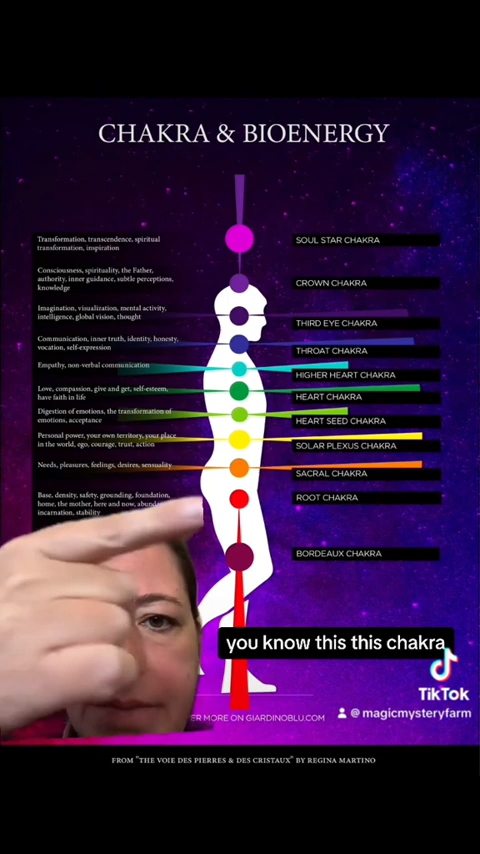 CHAKRA & BIOENERGY
Transformation, transcendence, spiritual
transformation, inspiration
SOUL STAR CHAKRA
Consciousness, spirituality, the Father,
authority, inner guidance, subtle perceptions,
knowledge
CROWN CHAKRA
Imagination, visualization, mental activity,
intelligence, global vision, thought
THIRD EYE CHAKRA
Communication, inner truth, identity, honesty,
vocation, self-expression
THROAT CHAKRA
Empathy, non-verbal communication
HIGHER HEART CHAKRA
Love, compassion, give and get, self-esteem,
have faith in life
HEART CHAKRA
Digestion of emotions, the transformation of
emotions, acceptance
HEART SEED CHAKRA
Personal power, your own territory, your place
in the world, ego, courage, trust, action
SOLAR PLEXUS CHAKRA
Needs, pleasures, feelings, desires, sensuality
SACRAL CHAKRA
Base, density, safety, grounding, foundation,
home, the mother, here and now,
incarnation, stability
ROOT CHAKRA
BORDEAUX CHAKRA
you know this this chakra
TikTok
@magicmysteryfarm
MORE ON GIARDINOBLU.COM
FROM "THE VOIE DES PIERRES & DES CRISTAUX" BY REGINA MARTINO